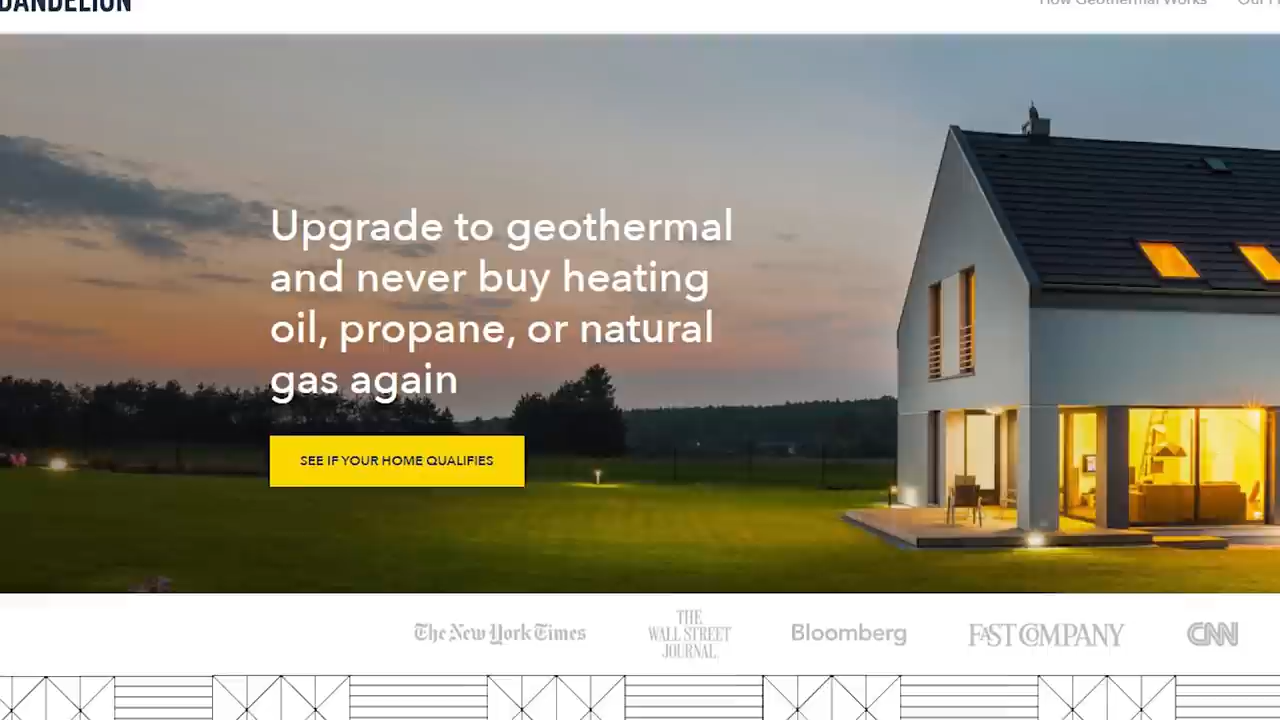 DANDELION
How Geothermal Works
Upgrade to geothermal
and never buy heating
oil, propane, or natural
gas again
SEE IF YOUR HOME QUALIFIES
The New York Times
THE
WALL STREET
JOURNAL.
Bloomberg
FAST COMPANY
CNN